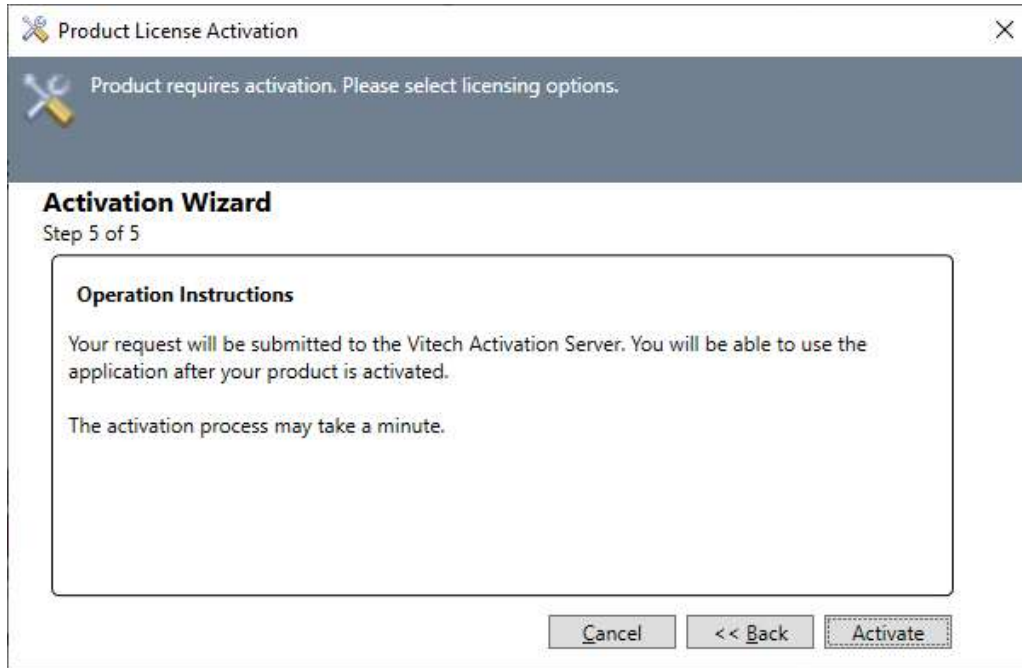 Product License Activation
Product requires activation. Please select licensing options.
Activation Wizard
Step 5 of 5
Operation Instructions
Your request will be submitted to the Vitech Activation Server. You will be able to use the
application after your product is activated.
The activation process may take a minute.
Cancel
<< Back
Activate